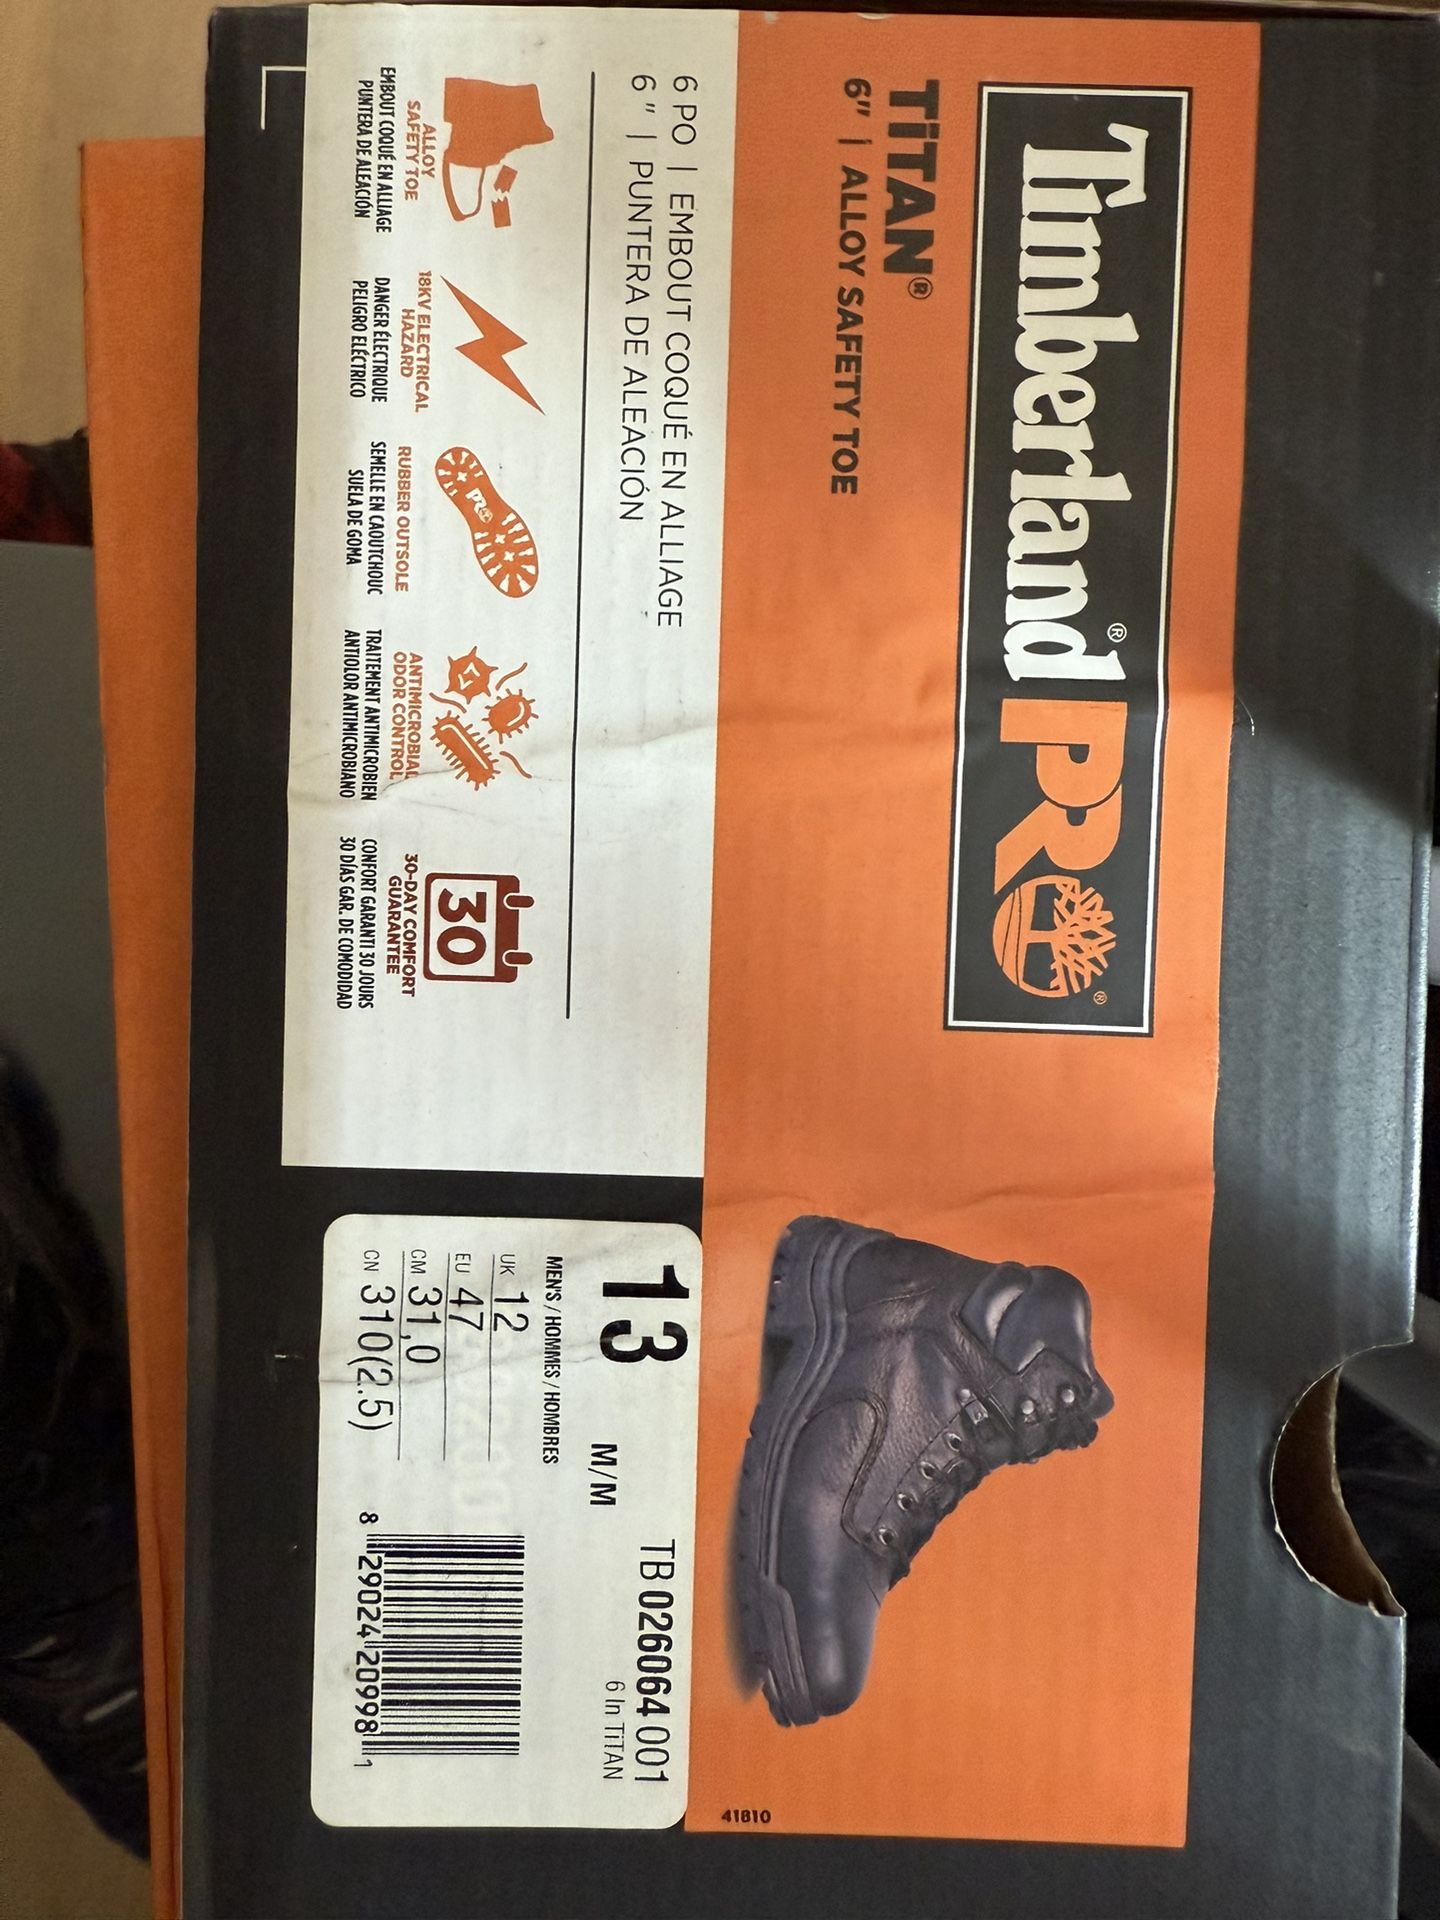 Timberland® PRO®
TiTAN®
6" | ALLOY SAFETY TOE
6 PO | EMBOUT COQUÉ EN ALLIAGE
6" | PUNTERA DE ALEACIÓN
ALLOY
SAFETY TOE
EMBOUT COQUÉ EN ALLIAGE
PUNTERA DE ALEACIÓN
18KV ELECTRICAL
HAZARD
DANGER ÉLECTRIQUE
PELIGRO ELÉCTRICO
PRO
RUBBER OUTSOLE
SEMELLE EN CAOUTCHOUC
SUELA DE GOMA
ANTIMICROBIAL
ODOR CONTROL
TRAITEMENT ANTIMICROBIEN
ANTIOLOR ANTIMICROBIANO
30
30-DAY COMFORT
GUARANTEE
CONFORT GARANTI 30 JOURS
30 DÍAS GAR. DE COMODIDAD
13
M/M
MEN'S / HOMMES / HOMBRES
UK 12
EU 47
CM 31,0
CN 310(2.5)
TB026064001
6 In TiTAN
8 29024 20998 1
41810